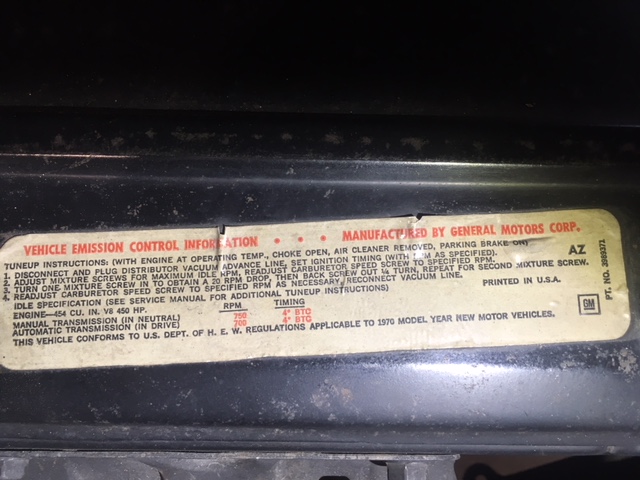 VEHICLE EMISSION CONTROL INFORMATION • • • MANUFACTURED BY GENERAL MOTORS CORP.
TUNEUP INSTRUCTIONS: (WITH ENGINE AT OPERATING TEMP., CHOKE OPEN, AIR CLEANER REMOVED, PARKING BRAKE ON)
AZ
1 DISCONNECT AND PLUG DISTRIBUTOR VACUUM ADVANCE LINE, SET IGNITION TIMING (WITH RPM AS SPECIFIED).
2 ADJUST MIXTURE SCREWS FOR MAXIMUM IDLE RPM, READJUST CARBURETOR SPEED SCREW TO SPECIFIED RPM.
3 TURN ONE MIXTURE SCREW IN TO OBTAIN A 20 RPM DROP, THEN BACK SCREW OUT ¼ TURN, REPEAT FOR SECOND MIXTURE SCREW.
4 READJUST CARBURETOR SPEED TO SPECIFIED RPM AS NECESSARY, RECONNECT VACUUM LINE.
IDLE SPECIFICATION (SEE SERVICE MANUAL FOR ADDITIONAL TUNEUP INSTRUCTIONS)
PRINTED IN U.S.A.
PT. NO. 3989372
ENGINE—454 CU. IN. V8 450 HP. RPM TIMING
MANUAL TRANSMISSION (IN NEUTRAL) 750 4° BTC
AUTOMATIC TRANSMISSION (IN DRIVE) 700 4° BTC
THIS VEHICLE CONFORMS TO U.S. DEPT. OF H. E. W. REGULATIONS APPLICABLE TO 1970 MODEL YEAR NEW MOTOR VEHICLES.
GM